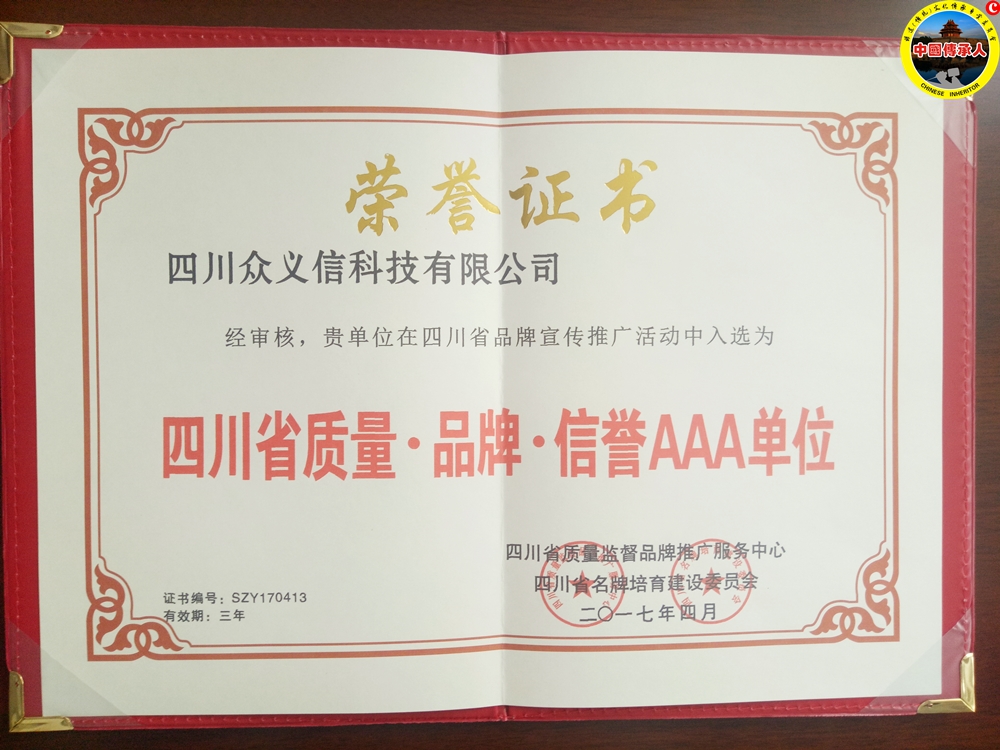 中國傳承人
CHINESE INHERITOR
荣誉证书
四川众义信科技有限公司
经审核，贵单位在四川省品牌宣传推广活动中入选为
四川省质量·品牌·信誉AAA单位
四川省质量监督品牌推广服务中心
四川省名牌培育建设委员会
二〇一七年四月
证书编号：SZY170413
有效期：三年